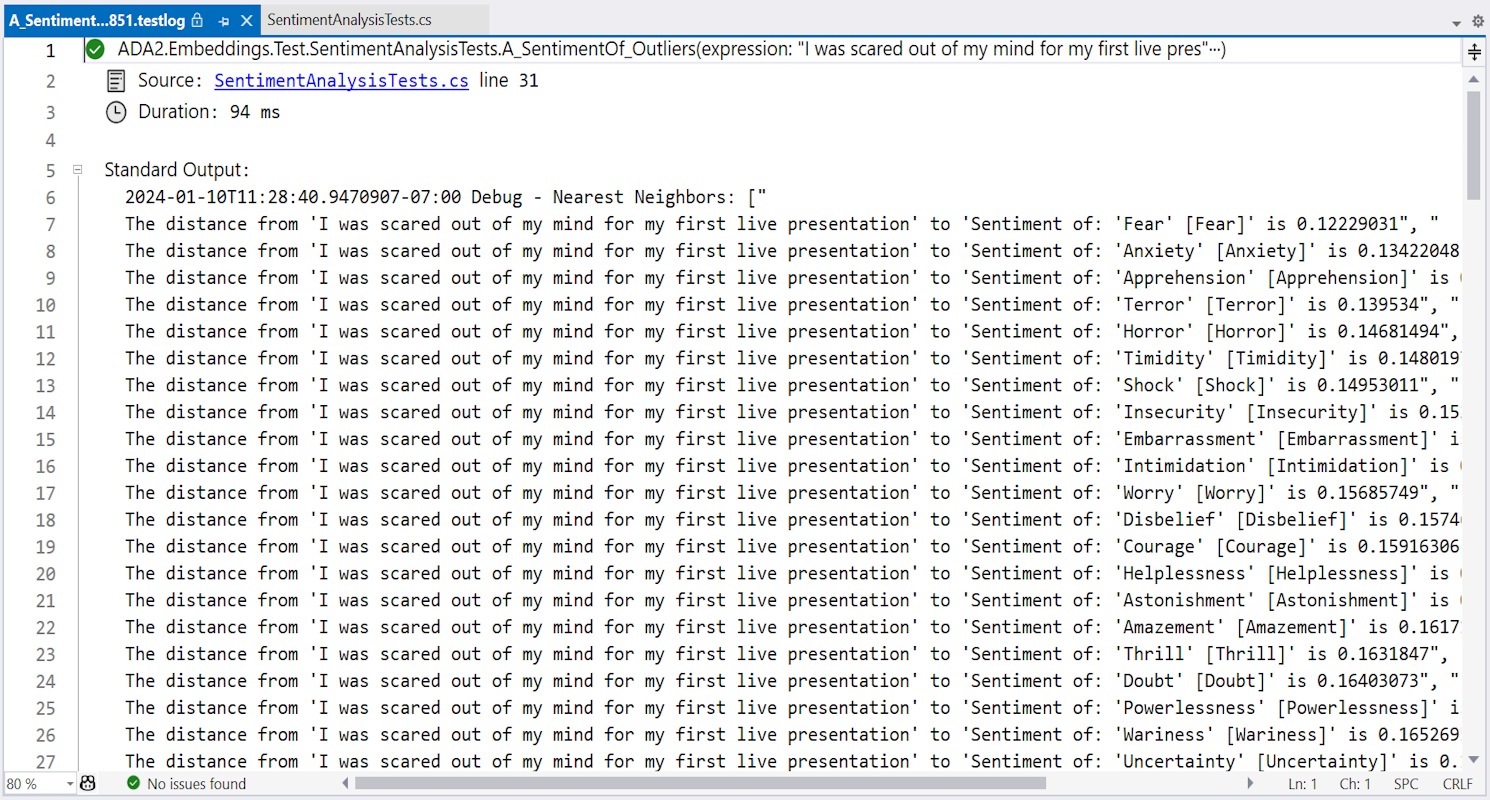 A_Sentiment...851.testlog SentimentAnalysisTests.cs
1 ADA2.Embeddings.Test.SentimentAnalysisTests.A_SentimentOf_Outliers(expression: "I was scared out of my mind for my first live pres"···)
2 Source: SentimentAnalysisTests.cs line 31
3 Duration: 94 ms
4
5 Standard Output:
6 2024-01-10T11:28:40.9470907-07:00 Debug - Nearest Neighbors: ["
7 The distance from 'I was scared out of my mind for my first live presentation' to 'Sentiment of: 'Fear' [Fear]' is 0.12229031", "
8 The distance from 'I was scared out of my mind for my first live presentation' to 'Sentiment of: 'Anxiety' [Anxiety]' is 0.13422048
9 The distance from 'I was scared out of my mind for my first live presentation' to 'Sentiment of: 'Apprehension' [Apprehension]' is
10 The distance from 'I was scared out of my mind for my first live presentation' to 'Sentiment of: 'Terror' [Terror]' is 0.139534", "
11 The distance from 'I was scared out of my mind for my first live presentation' to 'Sentiment of: 'Horror' [Horror]' is 0.14681494",
12 The distance from 'I was scared out of my mind for my first live presentation' to 'Sentiment of: 'Timidity' [Timidity]' is 0.148019
13 The distance from 'I was scared out of my mind for my first live presentation' to 'Sentiment of: 'Shock' [Shock]' is 0.14953011", "
14 The distance from 'I was scared out of my mind for my first live presentation' to 'Sentiment of: 'Insecurity' [Insecurity]' is 0.15
15 The distance from 'I was scared out of my mind for my first live presentation' to 'Sentiment of: 'Embarrassment' [Embarrassment]' i
16 The distance from 'I was scared out of my mind for my first live presentation' to 'Sentiment of: 'Intimidation' [Intimidation]' is
17 The distance from 'I was scared out of my mind for my first live presentation' to 'Sentiment of: 'Worry' [Worry]' is 0.15685749", "
18 The distance from 'I was scared out of my mind for my first live presentation' to 'Sentiment of: 'Disbelief' [Disbelief]' is 0.1574
19 The distance from 'I was scared out of my mind for my first live presentation' to 'Sentiment of: 'Courage' [Courage]' is 0.15916306
20 The distance from 'I was scared out of my mind for my first live presentation' to 'Sentiment of: 'Helplessness' [Helplessness]' is
21 The distance from 'I was scared out of my mind for my first live presentation' to 'Sentiment of: 'Astonishment' [Astonishment]' is
22 The distance from 'I was scared out of my mind for my first live presentation' to 'Sentiment of: 'Amazement' [Amazement]' is 0.1617
23 The distance from 'I was scared out of my mind for my first live presentation' to 'Sentiment of: 'Thrill' [Thrill]' is 0.1631847",
24 The distance from 'I was scared out of my mind for my first live presentation' to 'Sentiment of: 'Doubt' [Doubt]' is 0.16403073", "
25 The distance from 'I was scared out of my mind for my first live presentation' to 'Sentiment of: 'Powerlessness' [Powerlessness]' i
26 The distance from 'I was scared out of my mind for my first live presentation' to 'Sentiment of: 'Wariness' [Wariness]' is 0.165269
27 The distance from 'I was scared out of my mind for my first live presentation' to 'Sentiment of: 'Uncertainty' [Uncertainty]' is 0.
80 % No issues found Ln: 1 Ch: 1 SPC CRLF